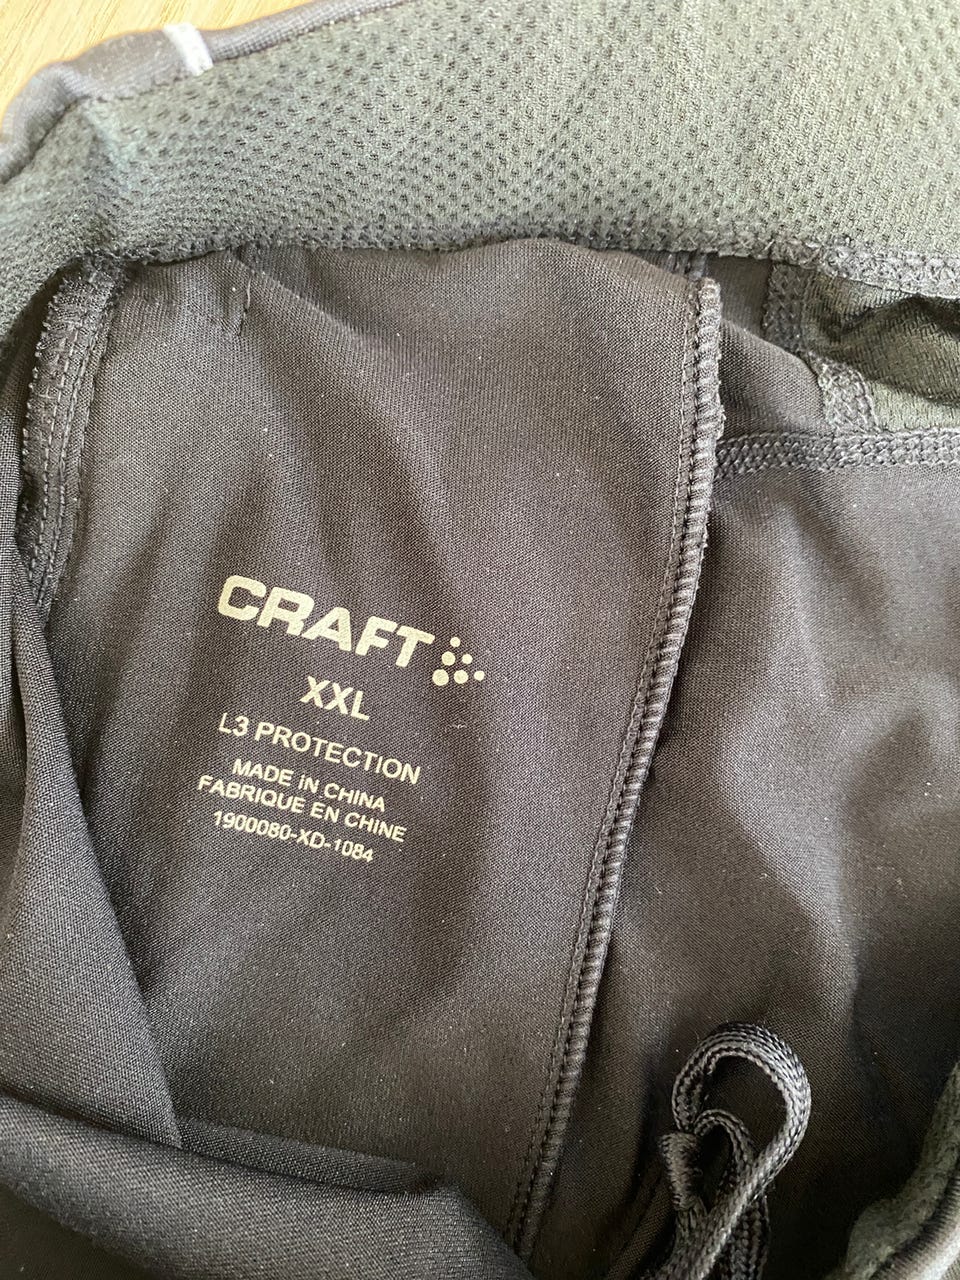 CRAFT
XXL
L3 PROTECTION
MADE iN CHINA
FABRIQUE EN CHINE
1900080-XD-1084